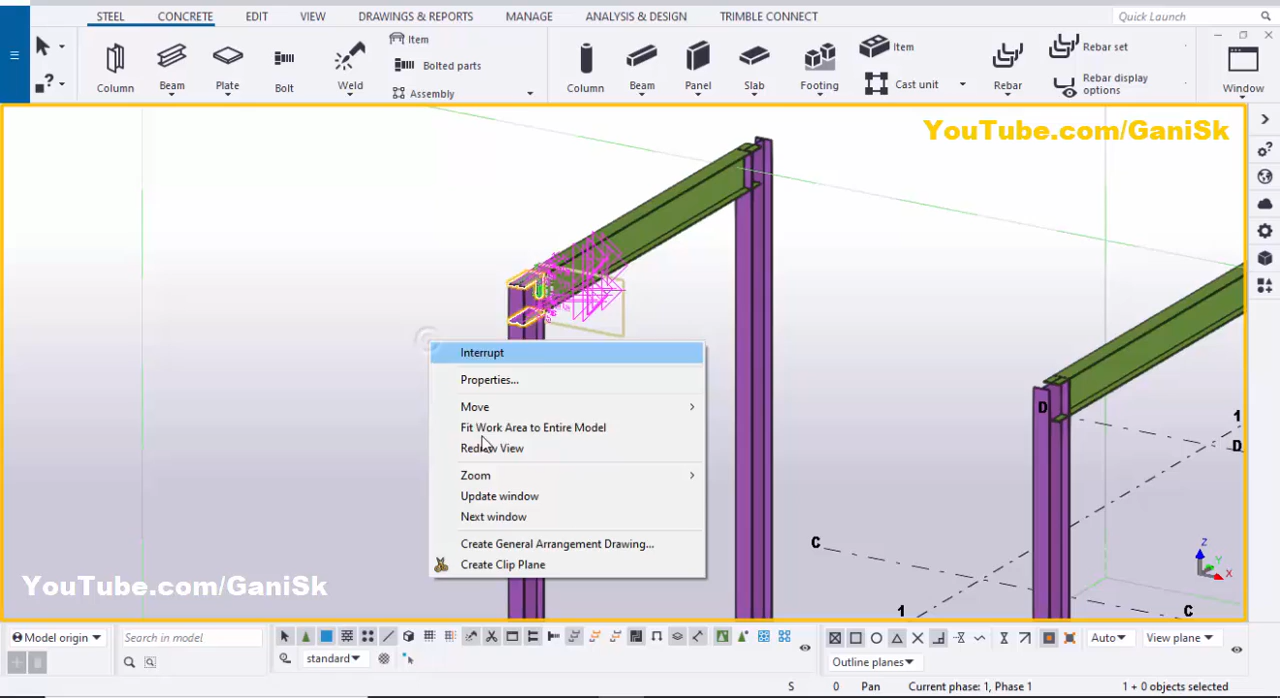 STEEL CONCRETE EDIT VIEW DRAWINGS & REPORTS MANAGE ANALYSIS & DESIGN TRIMBLE CONNECT Quick Launch
Item
Bolted parts
Assembly
Column Beam Plate Bolt Weld
Column Beam Panel Slab Footing
Item
Cast unit
Rebar
Rebar set
Rebar display
options
Window
YouTube.com/GaniSk
Interrupt
Properties...
Move
Fit Work Area to Entire Model
Redraw View
Zoom
Update window
Next window
Create General Arrangement Drawing...
Create Clip Plane
D
1
D
C
1
C
Z
Y
X
YouTube.com/GaniSk
Model origin Search in model
standard
Auto View plane
Outline planes
S 0 Pan Current phase: 1, Phase 1 1 + 0 objects selected